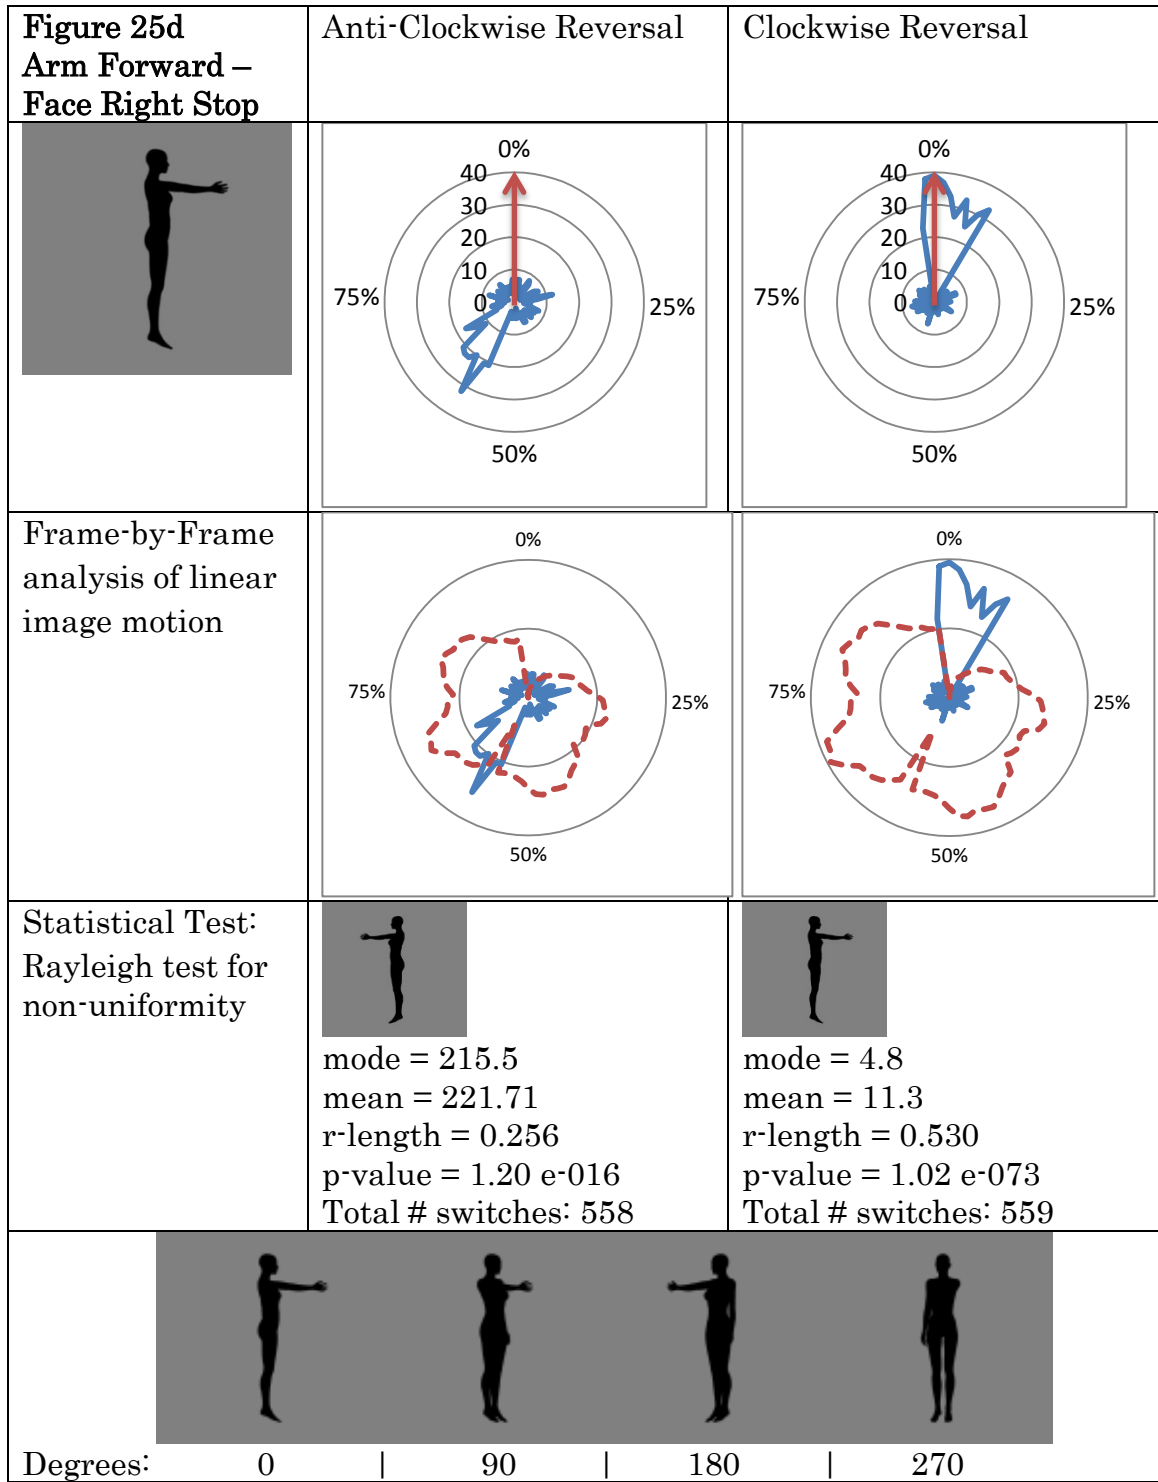 Figure 25d
Arm Forward –
Face Right Stop
Anti-Clockwise Reversal
Clockwise Reversal
0%
40
30
20
10
0
75%
25%
50%
0%
40
30
20
10
0
75%
25%
50%
Frame-by-Frame
analysis of linear
image motion
0%
75%
25%
50%
0%
75%
25%
50%
Statistical Test:
Rayleigh test for
non-uniformity
mode = 215.5
mean = 221.71
r-length = 0.256
p-value = 1.20 e-016
Total # switches: 558
mode = 4.8
mean = 11.3
r-length = 0.530
p-value = 1.02 e-073
Total # switches: 559
Degrees: 0 | 90 | 180 | 270